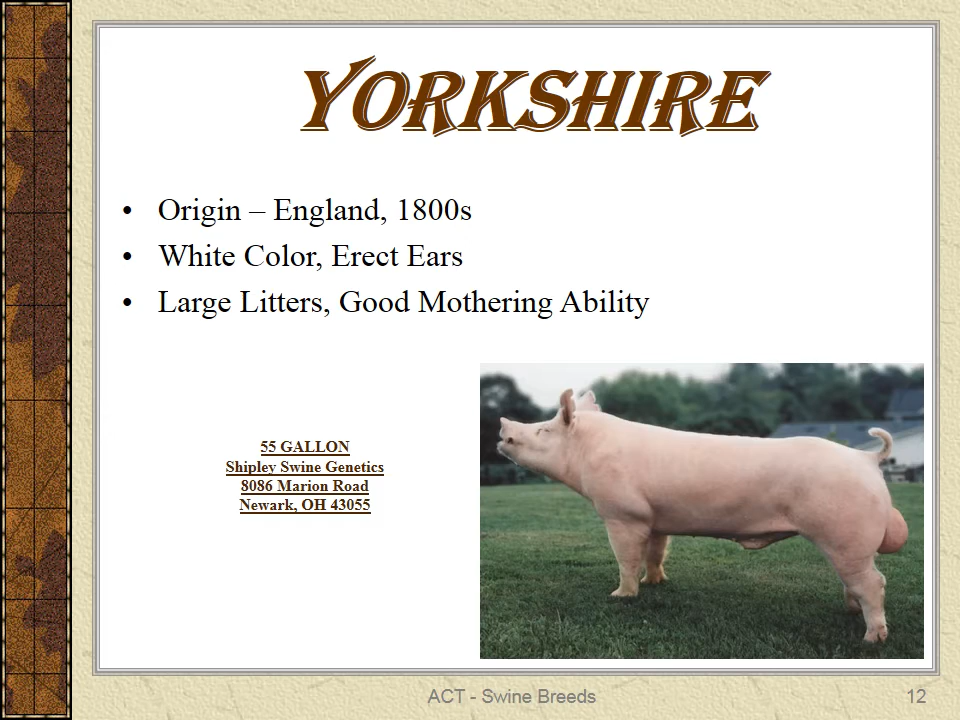 YORKSHIRE
• Origin – England, 1800s
• White Color, Erect Ears
• Large Litters, Good Mothering Ability
55 GALLON
Shipley Swine Genetics
8086 Marion Road
Newark, OH 43055
ACT - Swine Breeds
12